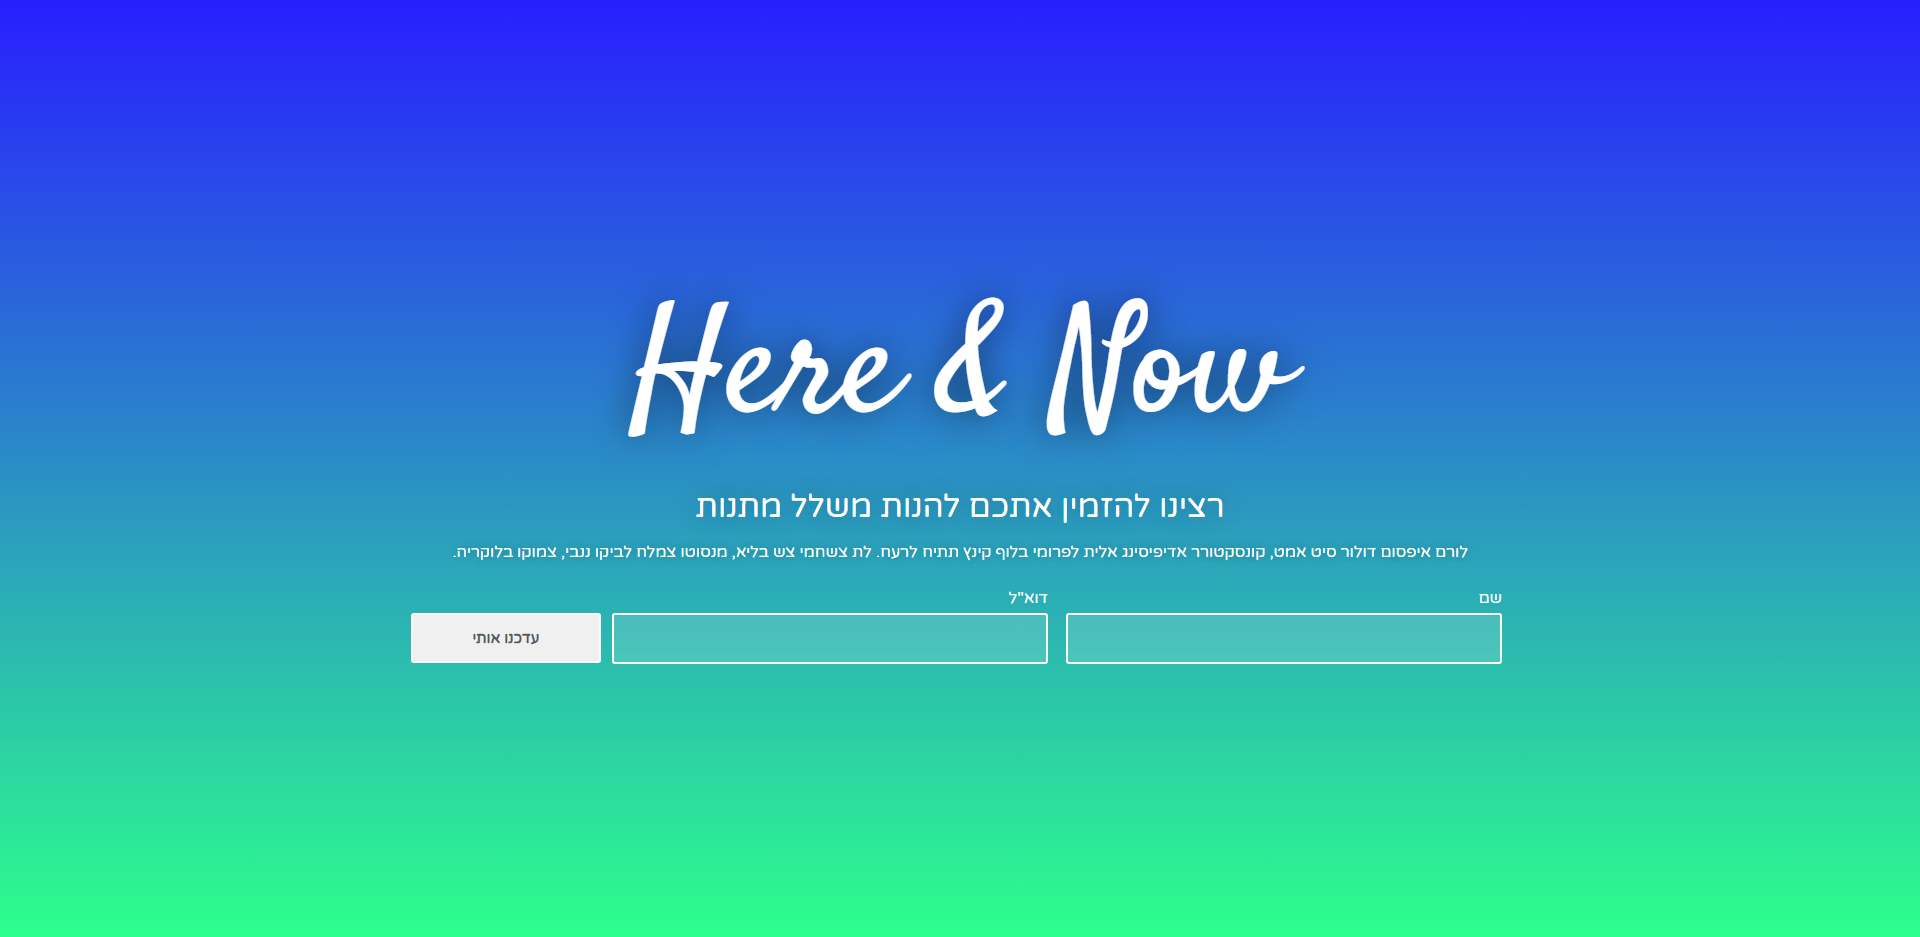 Here & Now
רצינו להזמין אתכם להנות משלל מתנות
לורם איפסום דולור סיט אמט, קונסקטורר אדיפיסינג אלית לפרומי בלוף קינץ תתיח לרעח. לת צשחמי צש בליא, מנסוטו צמלח לביקו ננבי, צמוקו בלוקריה.
שם
דוא"ל
עדכנו אותי